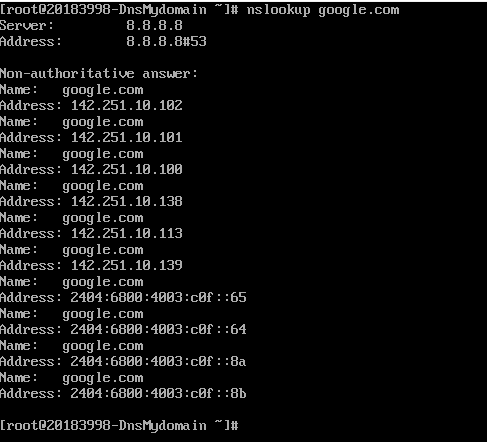 [root@20183998-DnsMydomain ~]# nslookup google.com
Server:         8.8.8.8
Address:        8.8.8.8#53
Non-authoritative answer:
Name:   google.com
Address: 142.251.10.102
Name:   google.com
Address: 142.251.10.101
Name:   google.com
Address: 142.251.10.100
Name:   google.com
Address: 142.251.10.138
Name:   google.com
Address: 142.251.10.113
Name:   google.com
Address: 142.251.10.139
Name:   google.com
Address: 2404:6800:4003:c0f::65
Name:   google.com
Address: 2404:6800:4003:c0f::64
Name:   google.com
Address: 2404:6800:4003:c0f::8a
Name:   google.com
Address: 2404:6800:4003:c0f::8b
[root@20183998-DnsMydomain ~]#